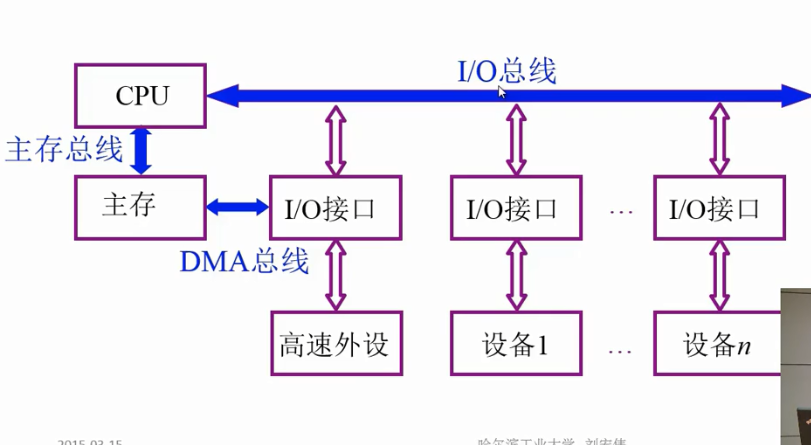 I/O总线
CPU
主存总线
主存
I/O接口
I/O接口
...
I/O接口
DMA总线
高速外设
设备1
...
设备n
2015-03-15
哈尔滨工业大学 刘宏伟